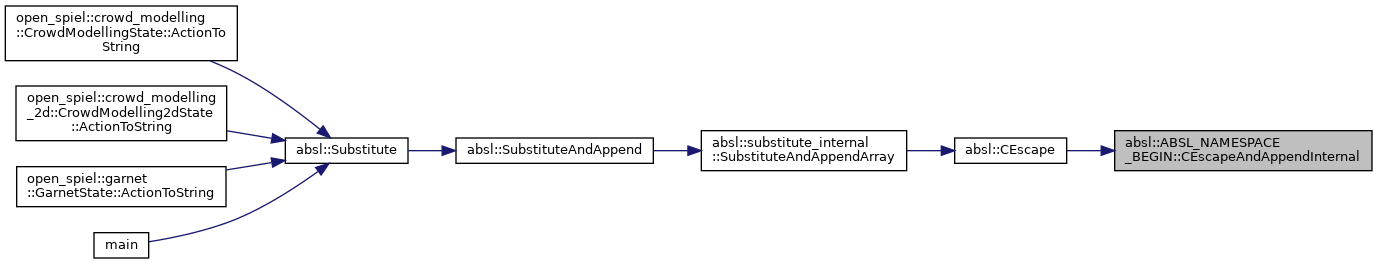 open_spiel::crowd_modelling
::CrowdModellingState::ActionTo
String
open_spiel::crowd_modelling
_2d::CrowdModelling2dState
::ActionToString
open_spiel::garnet
::GarnetState::ActionToString
main
absl::Substitute
absl::SubstituteAndAppend
absl::substitute_internal
::SubstituteAndAppendArray
absl::CEscape
absl::ABSL_NAMESPACE
_BEGIN::CEscapeAndAppendInternal